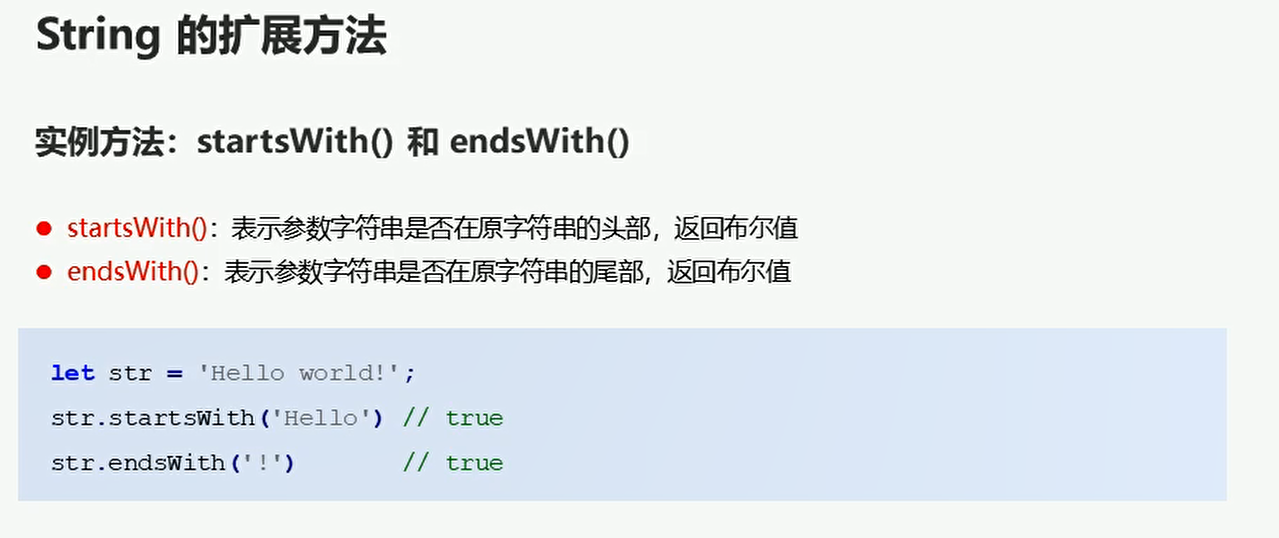 String 的扩展方法
实例方法：startsWith() 和 endsWith()
● startsWith()：表示参数字符串是否在原字符串的头部，返回布尔值
● endsWith()：表示参数字符串是否在原字符串的尾部，返回布尔值
let str = 'Hello world!';
str.startsWith('Hello') // true
str.endsWith('!')       // true